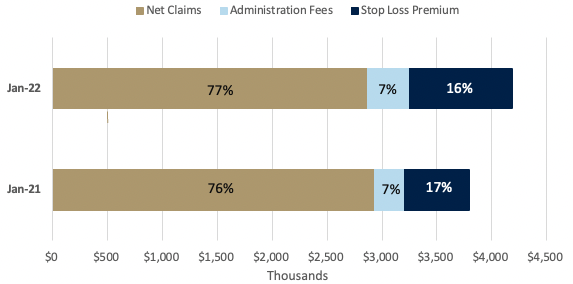 Net Claims Administration Fees Stop Loss Premium
Jan-22 77% 7% 16%
Jan-21 76% 7% 17%
$0 $500 $1,000 $1,500 $2,000 $2,500 $3,000 $3,500 $4,000 $4,500
Thousands